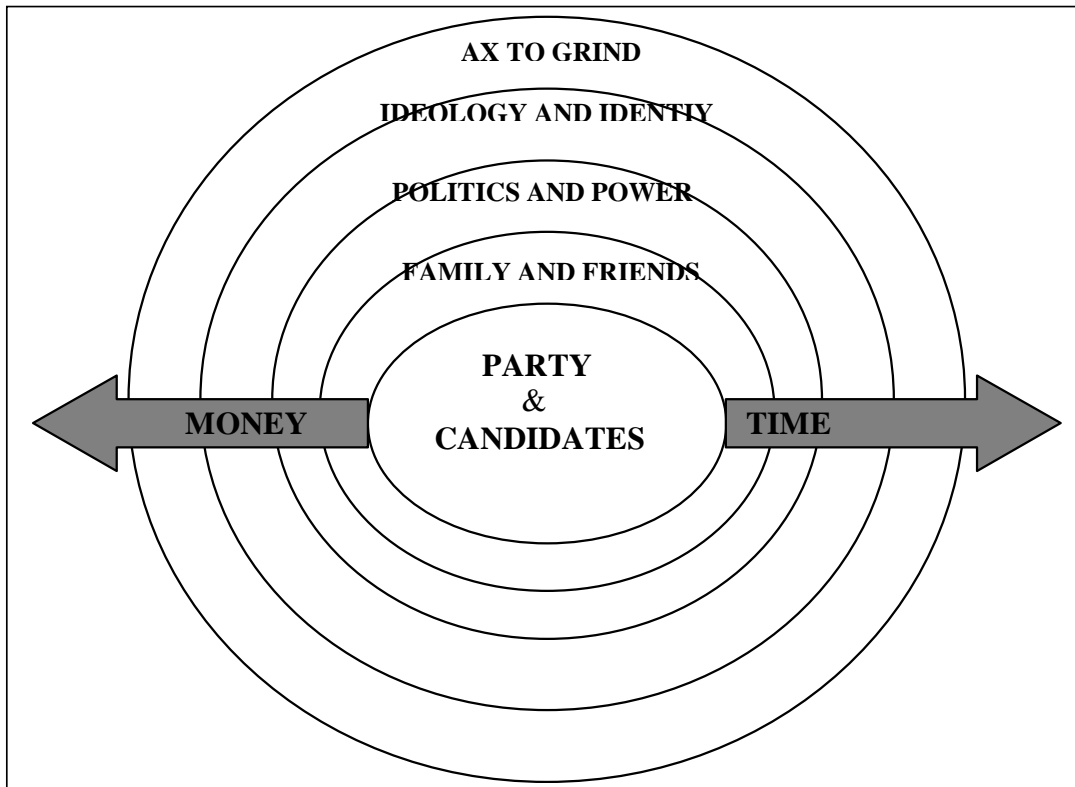 AX TO GRIND
IDEOLOGY AND IDENTIY
POLITICS AND POWER
FAMILY AND FRIENDS
PARTY
&
CANDIDATES
MONEY
TIME